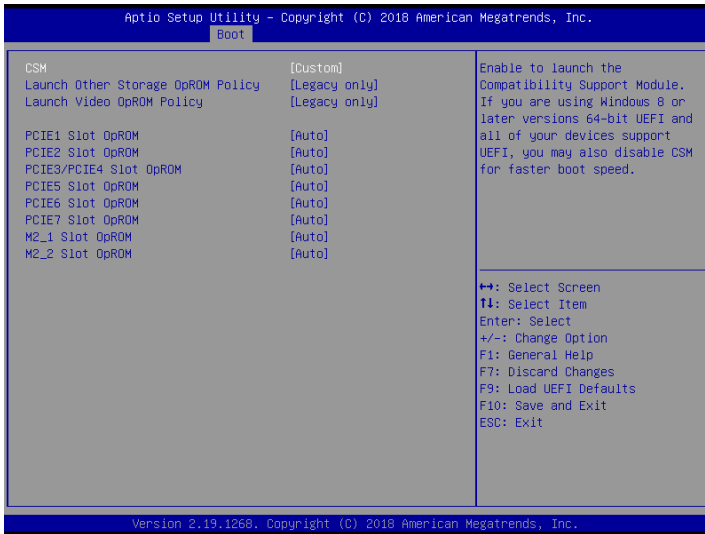 Aptio Setup Utility – Copyright (C) 2018 American Megatrends, Inc.
Boot
CSM [Custom]
Launch Other Storage OpROM Policy [Legacy only]
Launch Video OpROM Policy [Legacy only]
PCIE1 Slot OpROM [Auto]
PCIE2 Slot OpROM [Auto]
PCIE3/PCIE4 Slot OpROM [Auto]
PCIE5 Slot OpROM [Auto]
PCIE6 Slot OpROM [Auto]
PCIE7 Slot OpROM [Auto]
M2_1 Slot OpROM [Auto]
M2_2 Slot OpROM [Auto]
Enable to launch the
Compatibility Support Module.
If you are using Windows 8 or
later versions 64-bit UEFI and
all of your devices support
UEFI, you may also disable CSM
for faster boot speed.
↔: Select Screen
↑↓: Select Item
Enter: Select
+/-: Change Option
F1: General Help
F7: Discard Changes
F9: Load UEFI Defaults
F10: Save and Exit
ESC: Exit
Version 2.19.1268. Copyright (C) 2018 American Megatrends, Inc.